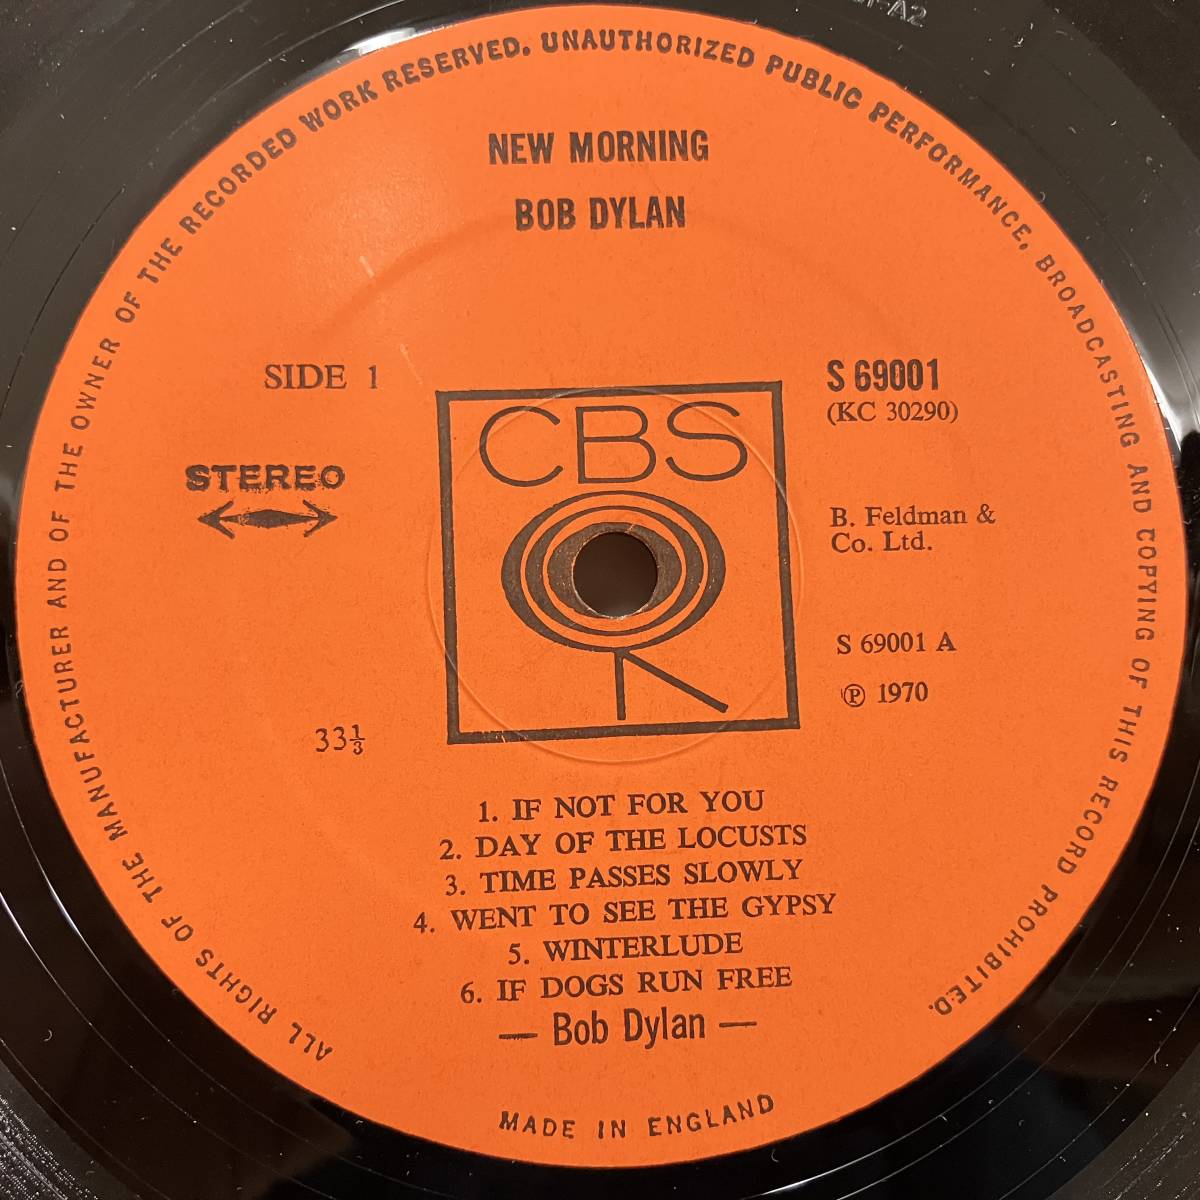 ALL RIGHTS OF THE MANUFACTURER AND OF THE OWNER OF THE RECORDED WORK RESERVED. UNAUTHORIZED PUBLIC PERFORMANCE, BROADCASTING AND COPYING OF THIS RECORD PROHIBITED.
NEW MORNING
BOB DYLAN
SIDE 1
STEREO
33⅓
CBS
S 69001
(KC 30290)
B. Feldman &
Co. Ltd.
S 69001 A
℗ 1970
1. IF NOT FOR YOU
2. DAY OF THE LOCUSTS
3. TIME PASSES SLOWLY
4. WENT TO SEE THE GYPSY
5. WINTERLUDE
6. IF DOGS RUN FREE
— Bob Dylan —
MADE IN ENGLAND